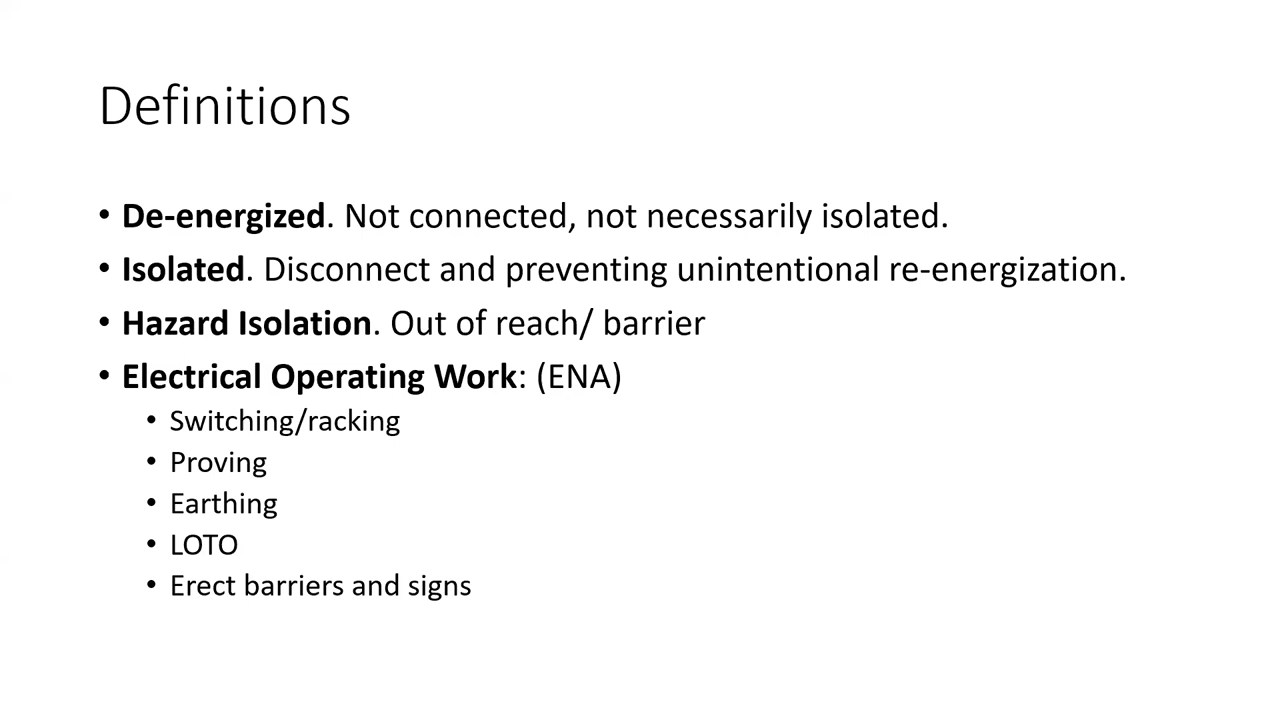 Definitions
• De-energized. Not connected, not necessarily isolated.
• Isolated. Disconnect and preventing unintentional re-energization.
• Hazard Isolation. Out of reach/ barrier
• Electrical Operating Work: (ENA)
• Switching/racking
• Proving
• Earthing
• LOTO
• Erect barriers and signs